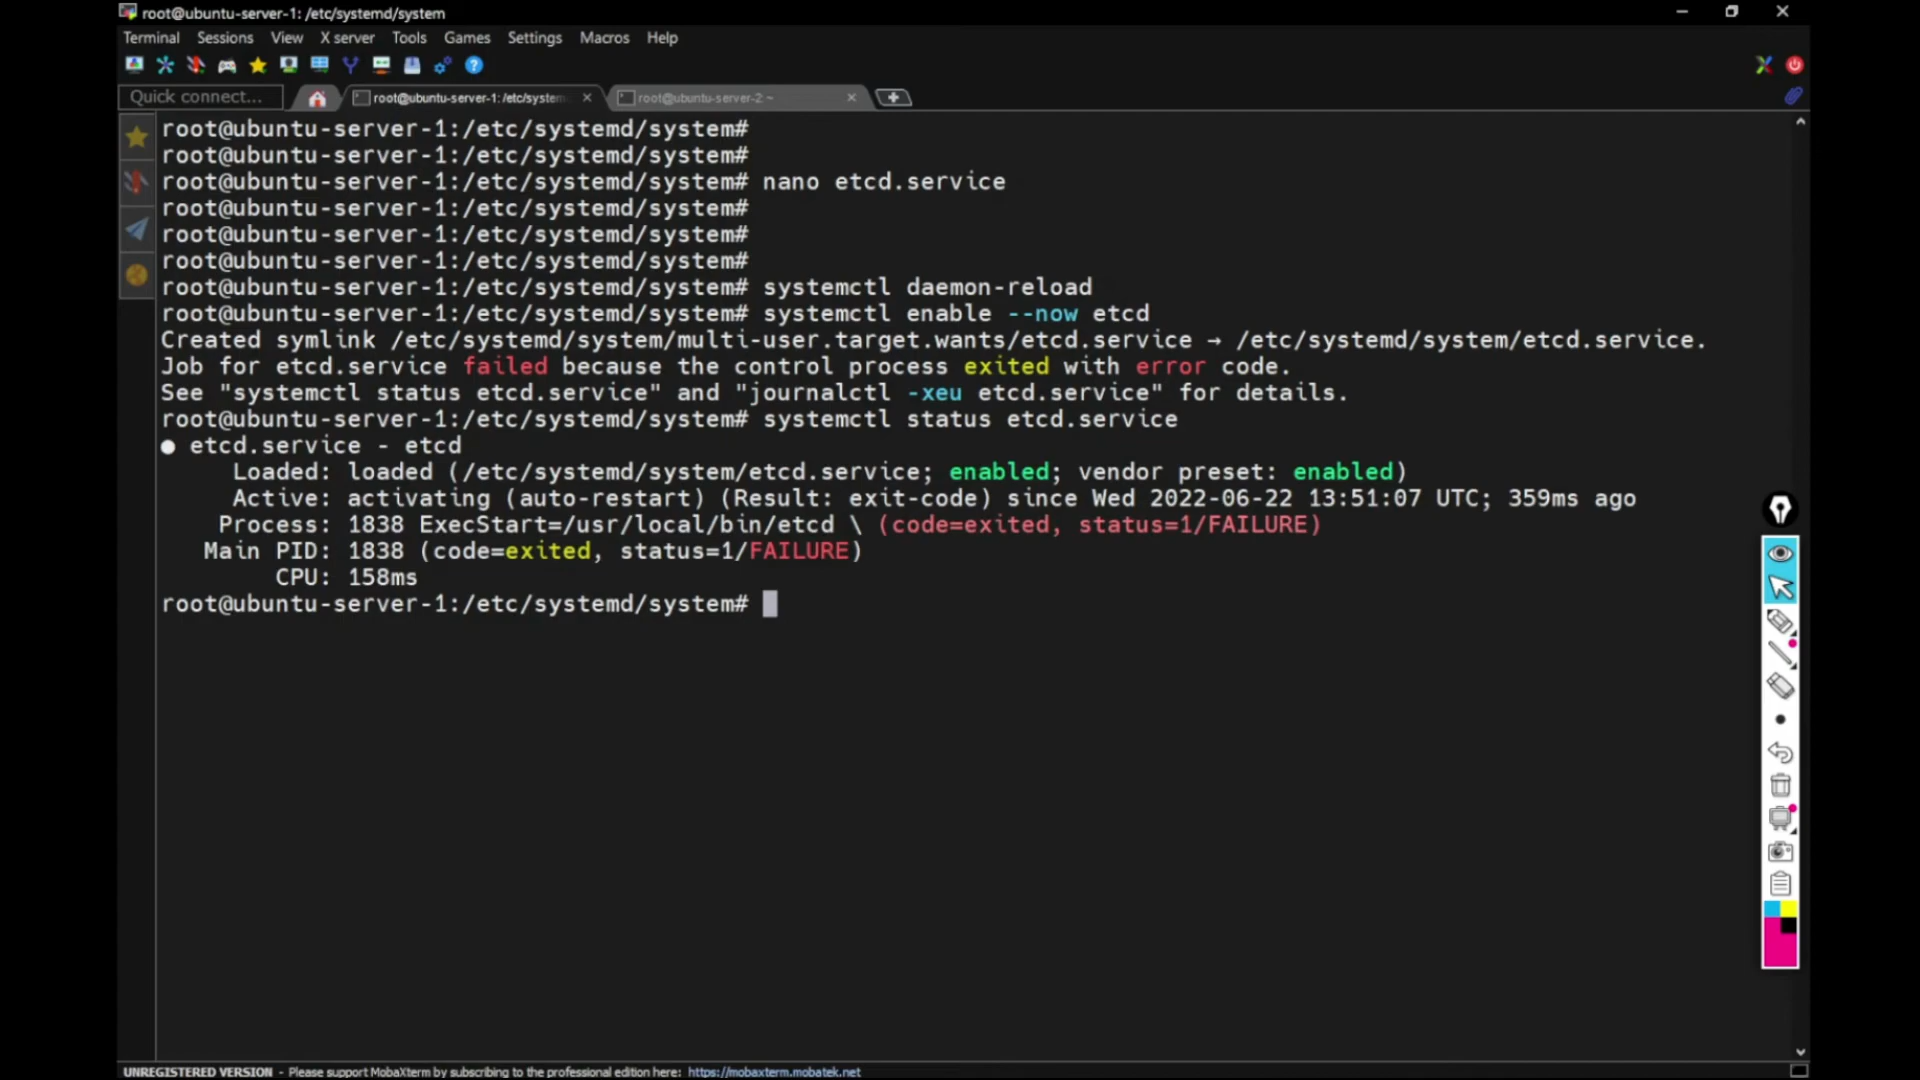 root@ubuntu-server-1: /etc/systemd/system
Terminal Sessions View X server Tools Games Settings Macros Help
Quick connect... root@ubuntu-server-1:/etc/system root@ubuntu-server-2: ~
root@ubuntu-server-1:/etc/systemd/system#
root@ubuntu-server-1:/etc/systemd/system#
root@ubuntu-server-1:/etc/systemd/system# nano etcd.service
root@ubuntu-server-1:/etc/systemd/system#
root@ubuntu-server-1:/etc/systemd/system#
root@ubuntu-server-1:/etc/systemd/system#
root@ubuntu-server-1:/etc/systemd/system# systemctl daemon-reload
root@ubuntu-server-1:/etc/systemd/system# systemctl enable --now etcd
Created symlink /etc/systemd/system/multi-user.target.wants/etcd.service → /etc/systemd/system/etcd.service.
Job for etcd.service failed because the control process exited with error code.
See "systemctl status etcd.service" and "journalctl -xeu etcd.service" for details.
root@ubuntu-server-1:/etc/systemd/system# systemctl status etcd.service
● etcd.service - etcd
Loaded: loaded (/etc/systemd/system/etcd.service; enabled; vendor preset: enabled)
Active: activating (auto-restart) (Result: exit-code) since Wed 2022-06-22 13:51:07 UTC; 359ms ago
Process: 1838 ExecStart=/usr/local/bin/etcd \ (code=exited, status=1/FAILURE)
Main PID: 1838 (code=exited, status=1/FAILURE)
CPU: 158ms
root@ubuntu-server-1:/etc/systemd/system#
UNREGISTERED VERSION - Please support MobaXterm by subscribing to the professional edition here: https://mobaxterm.mobatek.net